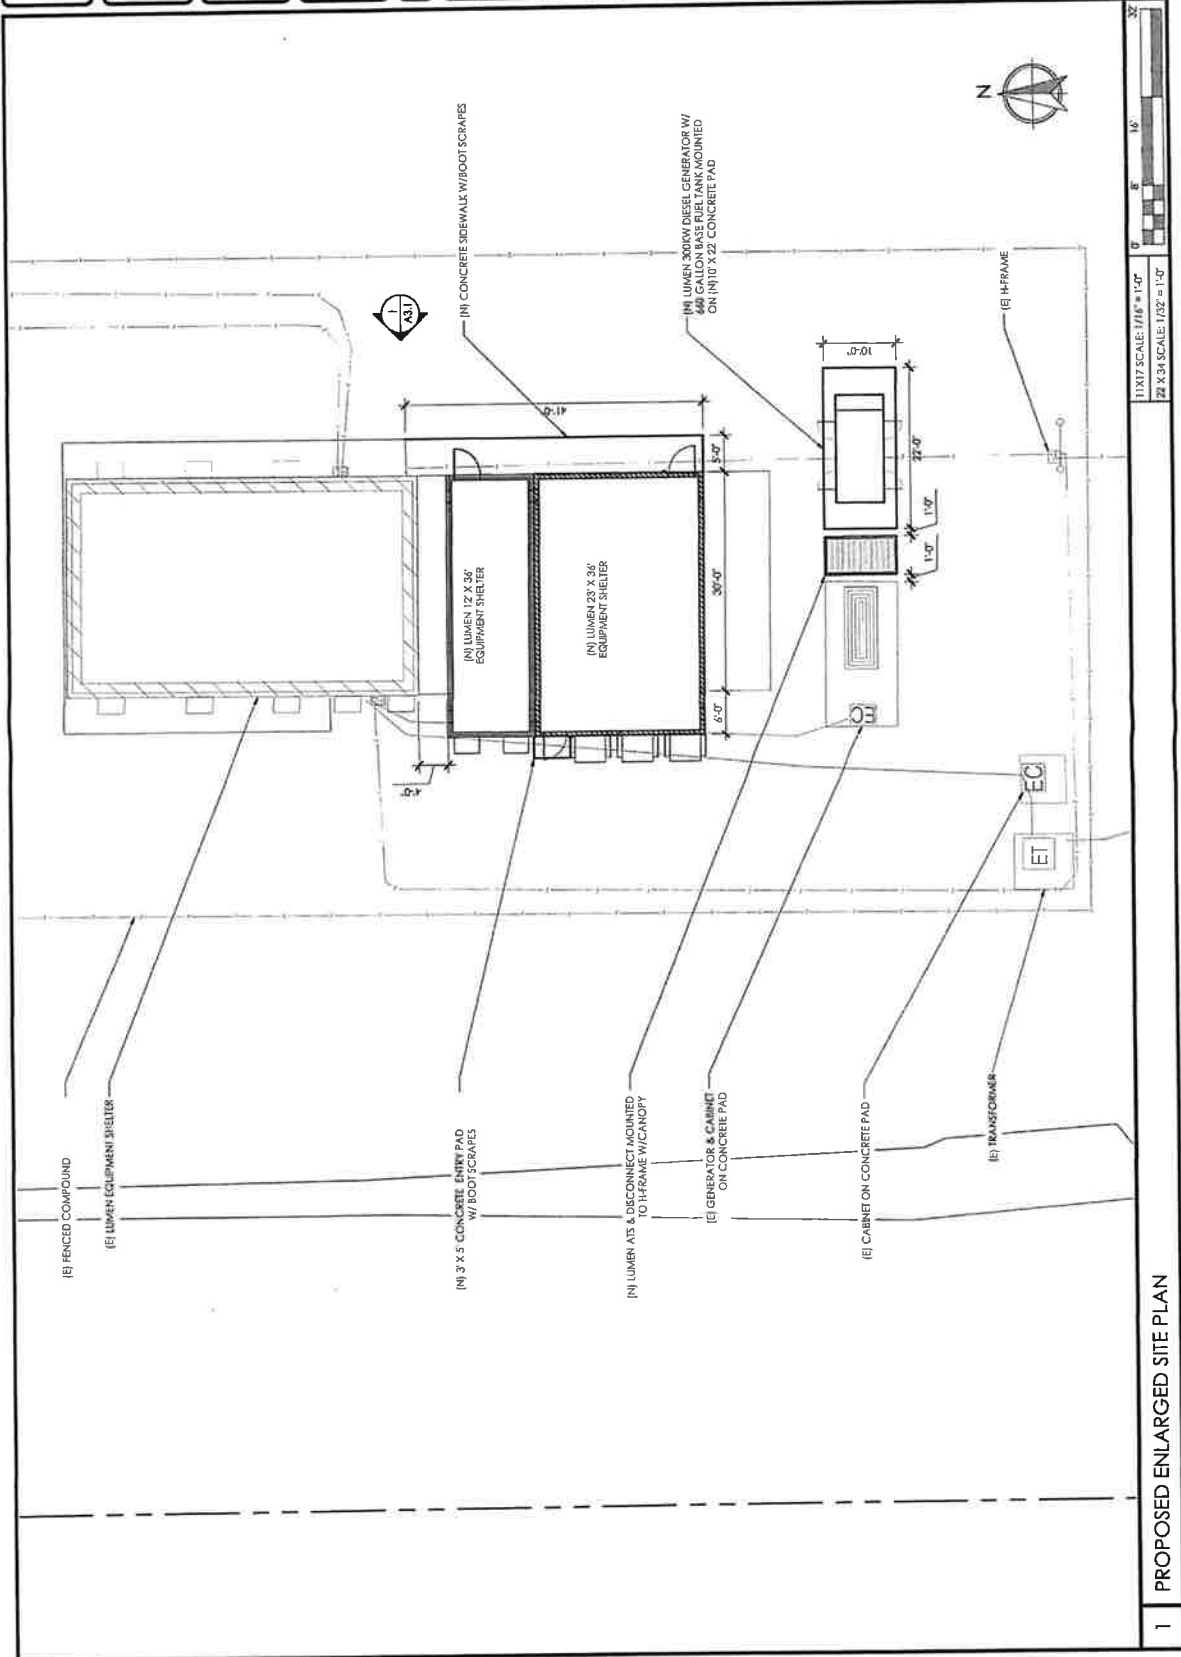 (E) FENCED COMPOUND
(E) LUMEN EQUIPMENT SHELTER
(N) 3' X 5' CONCRETE ENTRY PAD
W/ BOOT SCRAPES
(N) LUMEN ATS & DISCONNECT MOUNTED
TO H-FRAME W/CANOPY
(E) GENERATOR & CABINET
ON CONCRETE PAD
(E) CABINET ON CONCRETE PAD
(E) TRANSFORMER
4'-0"
(N) LUMEN 12' X 36'
EQUIPMENT SHELTER
(N) LUMEN 23' X 36'
EQUIPMENT SHELTER
6'-0"
30'-0"
5'-0"
41'-0"
1
A3.1
(N) CONCRETE SIDEWALK W/BOOT SCRAPES
(N) LUMEN 300KW DIESEL GENERATOR W/
660 GALLON BASE FUEL TANK MOUNTED
ON (N)10' X 22' CONCRETE PAD
10'-0"
22'-0"
1'-0"
1'-0"
EC
EC
ET
(E) H-FRAME
N
1
PROPOSED ENLARGED SITE PLAN
11X17 SCALE: 1/16" = 1'-0"
22 X 34 SCALE: 1/32" = 1'-0"
0'
8'
16'
32'